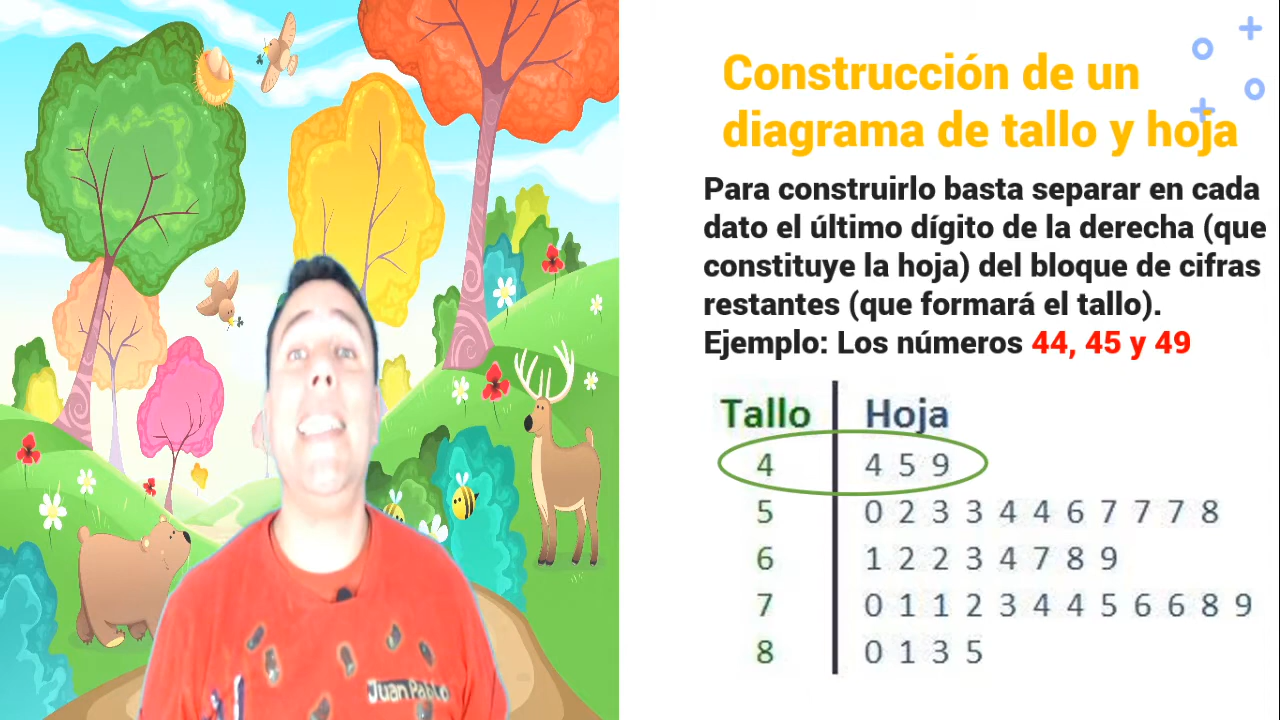 Construcción de un
diagrama de tallo y hoja
Para construirlo basta separar en cada
dato el último dígito de la derecha (que
constituye la hoja) del bloque de cifras
restantes (que formará el tallo).
Ejemplo: Los números 44, 45 y 49
Tallo Hoja
4 4 5 9
5 0 2 3 3 4 4 6 7 7 7 8
6 1 2 2 3 4 7 8 9
7 0 1 1 2 3 4 4 5 6 6 8 9
8 0 1 3 5
Juan Pablo